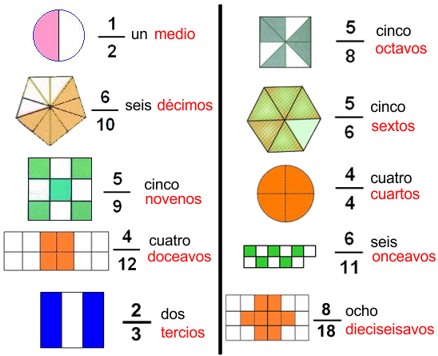 1
2
un medio
6
10
seis décimos
5
9
cinco
novenos
4
12
cuatro
doceavos
2
3
dos
tercios
5
8
cinco
octavos
5
6
cinco
sextos
4
4
cuatro
cuartos
6
11
seis
onceavos
8
18
ocho
dieciseisavos